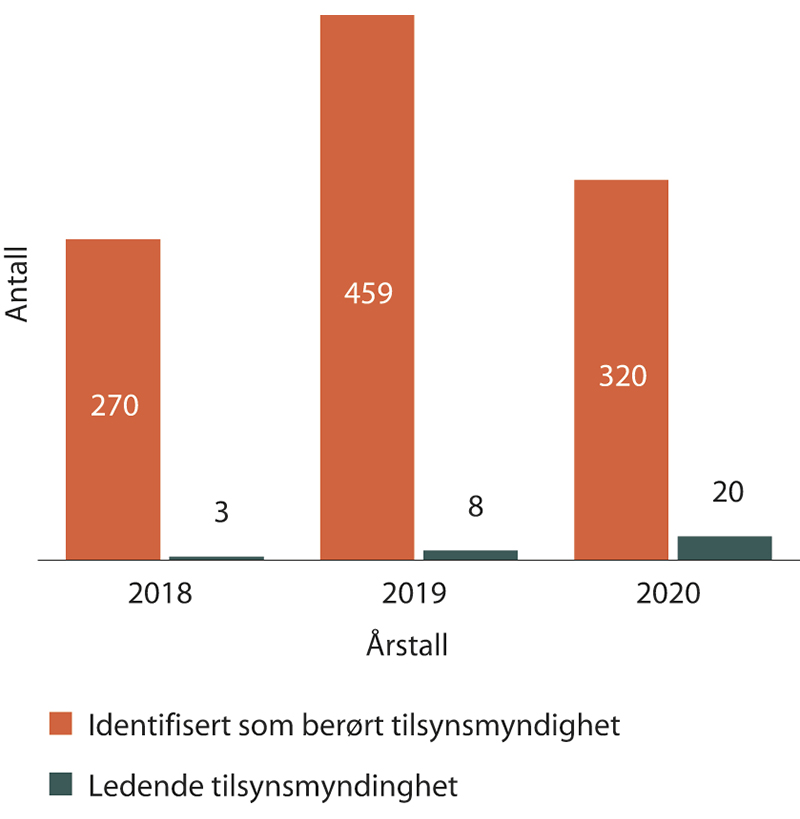 Antall
270
3
459
8
320
20
2018
2019
2020
Årstall
Identifisert som berørt tilsynsmyndighet
Ledende tilsynsmyndinghet